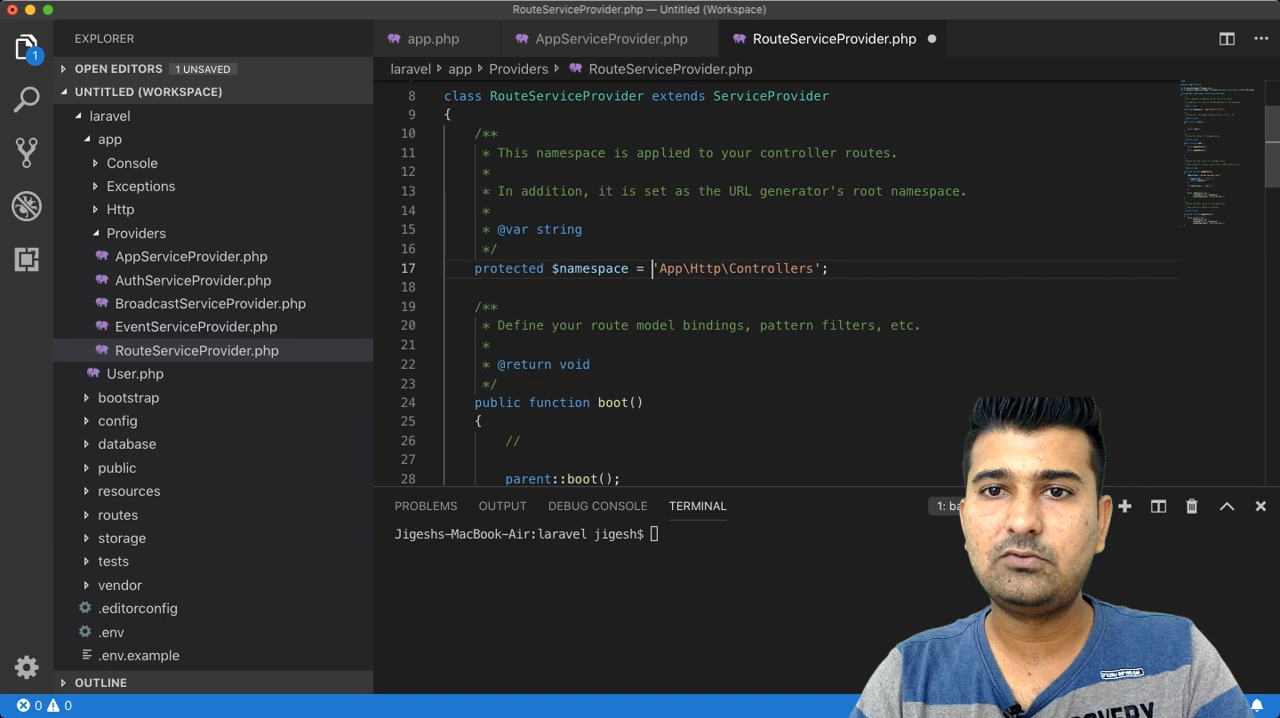 RouteServiceProvider.php — Untitled (Workspace)
EXPLORER
app.php
AppServiceProvider.php
RouteServiceProvider.php
1
OPEN EDITORS 1 UNSAVED
UNTITLED (WORKSPACE)
laravel
app
Console
Exceptions
Http
Providers
AppServiceProvider.php
AuthServiceProvider.php
BroadcastServiceProvider.php
EventServiceProvider.php
RouteServiceProvider.php
User.php
bootstrap
config
database
public
resources
routes
storage
tests
vendor
.editorconfig
.env
.env.example
OUTLINE
0 0
laravel app Providers RouteServiceProvider.php
8 class RouteServiceProvider extends ServiceProvider
9 {
10 /**
11 * This namespace is applied to your controller routes.
12 *
13 * In addition, it is set as the URL generator's root namespace.
14 *
15 * @var string
16 */
17 protected $namespace = 'App\Http\Controllers';
18
19 /**
20 * Define your route model bindings, pattern filters, etc.
21 *
22 * @return void
23 */
24 public function boot()
25 {
26 //
27
28 parent::boot();
PROBLEMS OUTPUT DEBUG CONSOLE TERMINAL
1:
Jigeshs-MacBook-Air:laravel jigesh$